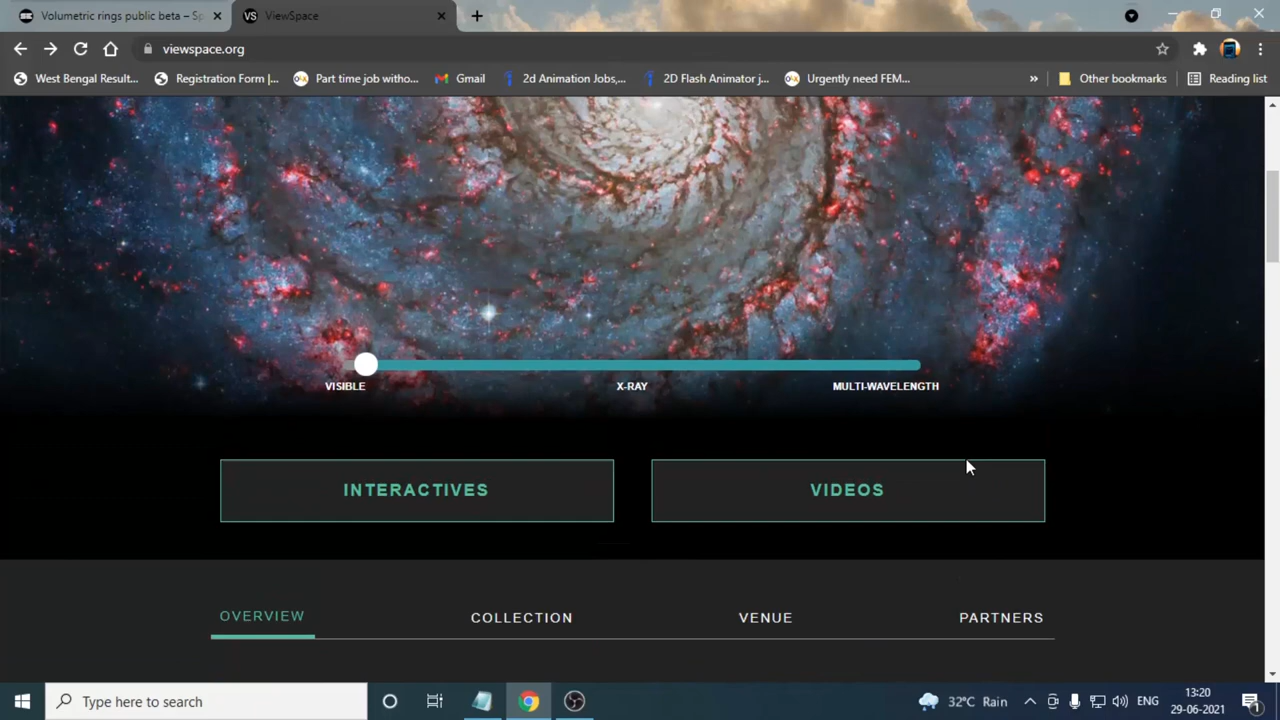 Volumetric rings public beta – Sp
VS ViewSpace
viewspace.org
West Bengal Result... Registration Form |... Part time job witho... Gmail 2d Animation Jobs,... 2D Flash Animator j... Urgently need FEM... » Other bookmarks Reading list
VISIBLE X-RAY MULTI-WAVELENGTH
INTERACTIVES VIDEOS
OVERVIEW COLLECTION VENUE PARTNERS
Type here to search 32°C Rain ENG 13:20
29-06-2021 1